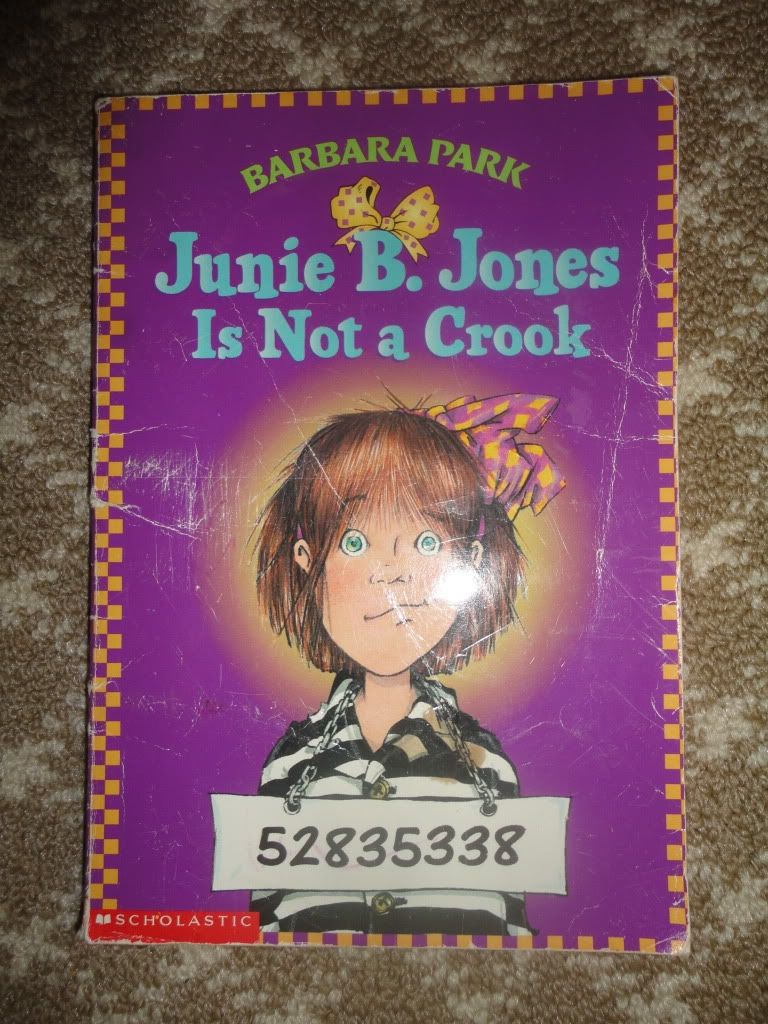 BARBARA PARK
Junie B. Jones
Is Not a Crook
52835338
SCHOLASTIC